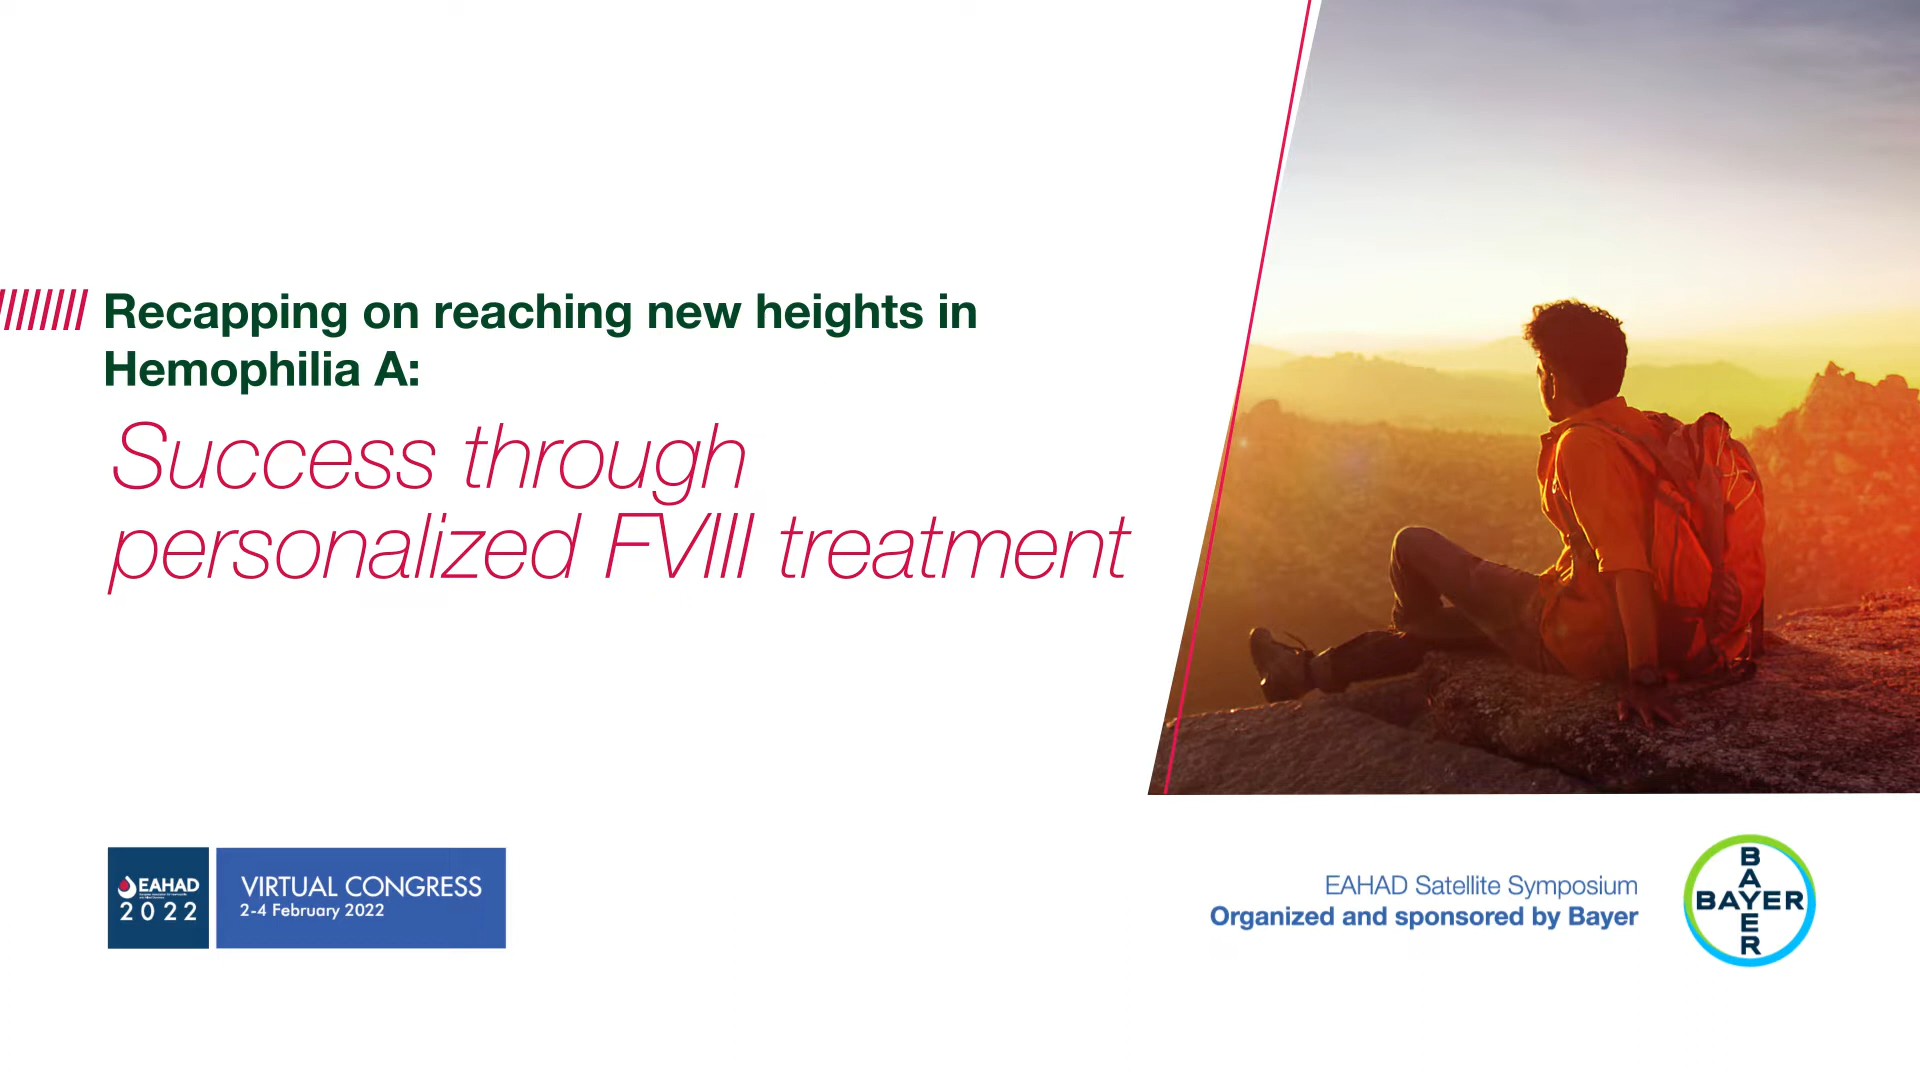 Recapping on reaching new heights in
Hemophilia A:
Success through
personalized FVIII treatment
EAHAD
2022
VIRTUAL CONGRESS
2-4 February 2022
EAHAD Satellite Symposium
Organized and sponsored by Bayer
BAYER
BAYER